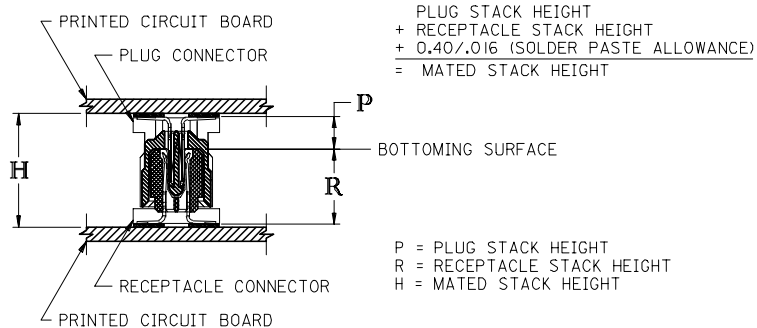 PRINTED CIRCUIT BOARD
PLUG CONNECTOR
PLUG STACK HEIGHT
+ RECEPTACLE STACK HEIGHT
+ 0.40/.016 (SOLDER PASTE ALLOWANCE)
= MATED STACK HEIGHT
P
H
BOTTOMING SURFACE
R
P = PLUG STACK HEIGHT
R = RECEPTACLE STACK HEIGHT
H = MATED STACK HEIGHT
RECEPTACLE CONNECTOR
PRINTED CIRCUIT BOARD